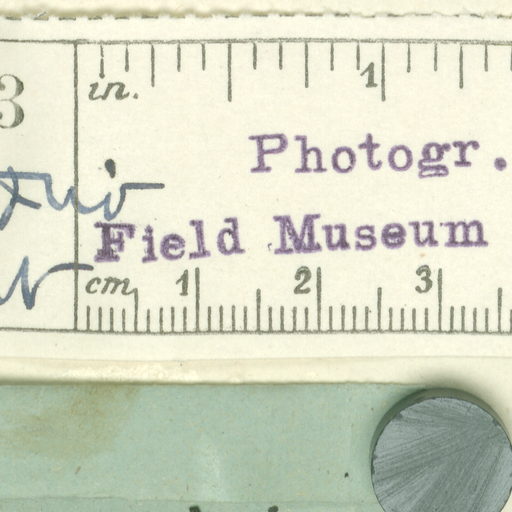 3
in. 1
Photogr.
Field Museum
cm. 1 2 3